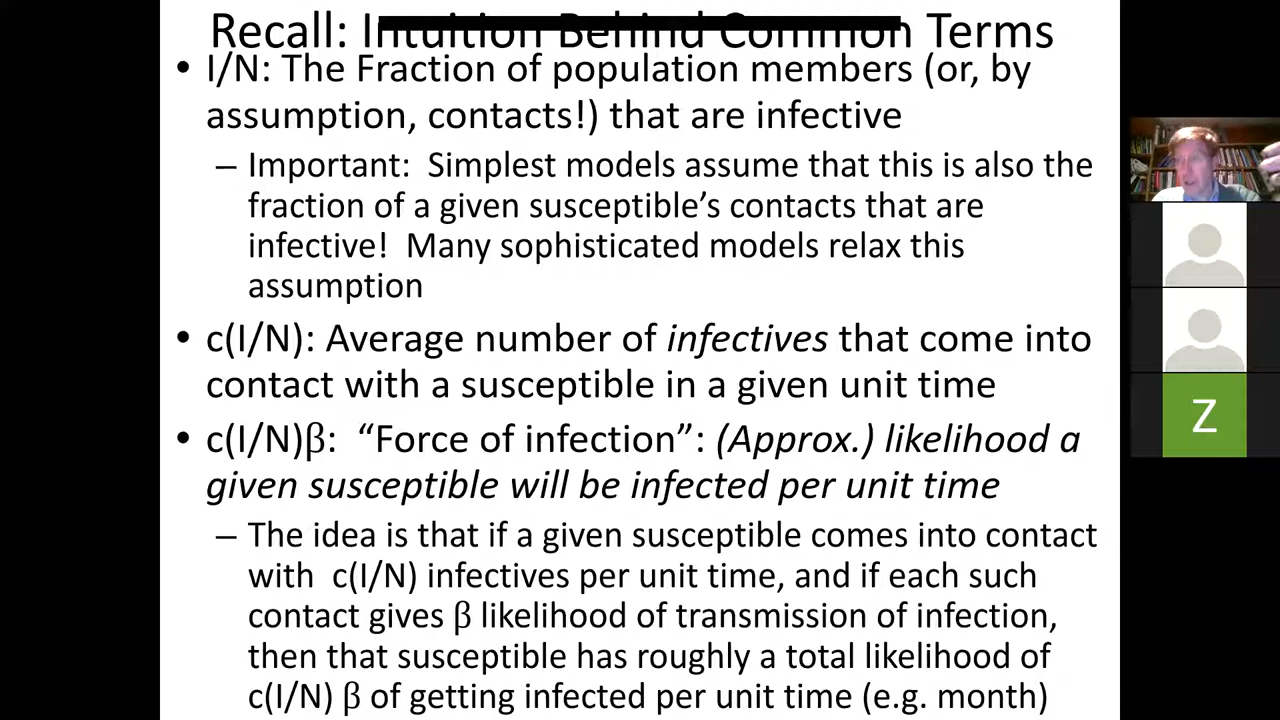 Recall: Intuition Behind Common Terms
• I/N: The Fraction of population members (or, by
assumption, contacts!) that are infective
– Important:  Simplest models assume that this is also the
fraction of a given susceptible’s contacts that are
infective!  Many sophisticated models relax this
assumption
• c(I/N): Average number of infectives that come into
contact with a susceptible in a given unit time
• c(I/N)β:  “Force of infection”: (Approx.) likelihood a
given susceptible will be infected per unit time
– The idea is that if a given susceptible comes into contact
with  c(I/N) infectives per unit time, and if each such
contact gives β likelihood of transmission of infection,
then that susceptible has roughly a total likelihood of
c(I/N) β of getting infected per unit time (e.g. month)
Z